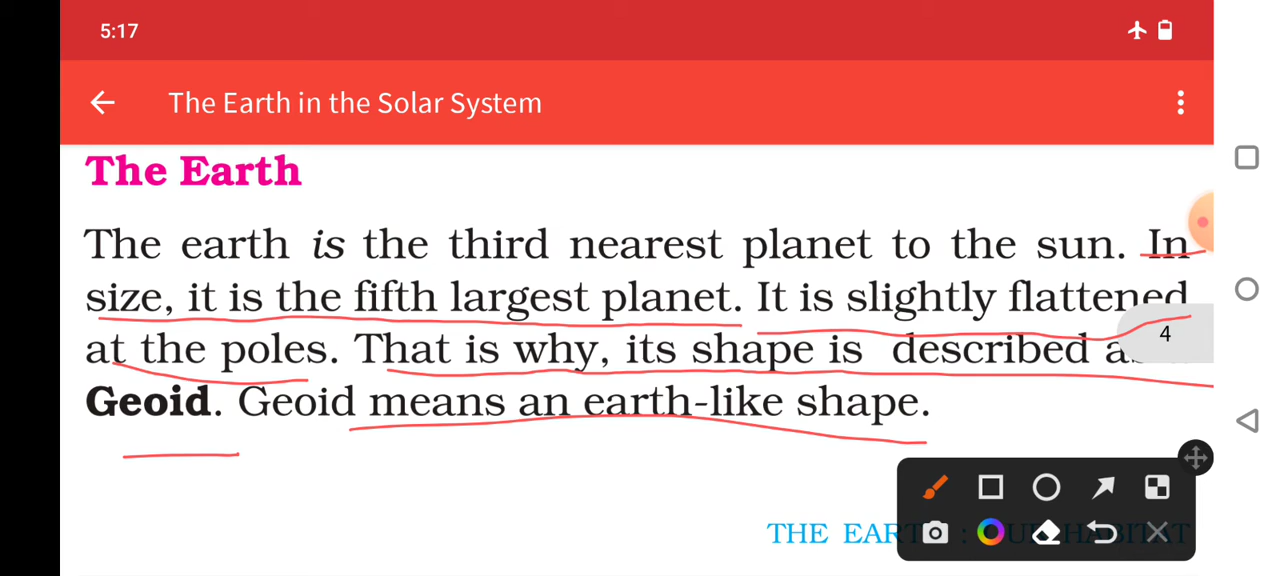 5:17
The Earth in the Solar System
The Earth
The earth is the third nearest planet to the sun. In
size, it is the fifth largest planet. It is slightly flattened
4
at the poles. That is why, its shape is described
Geoid. Geoid means an earth-like shape.
THE EAR : HABITAT